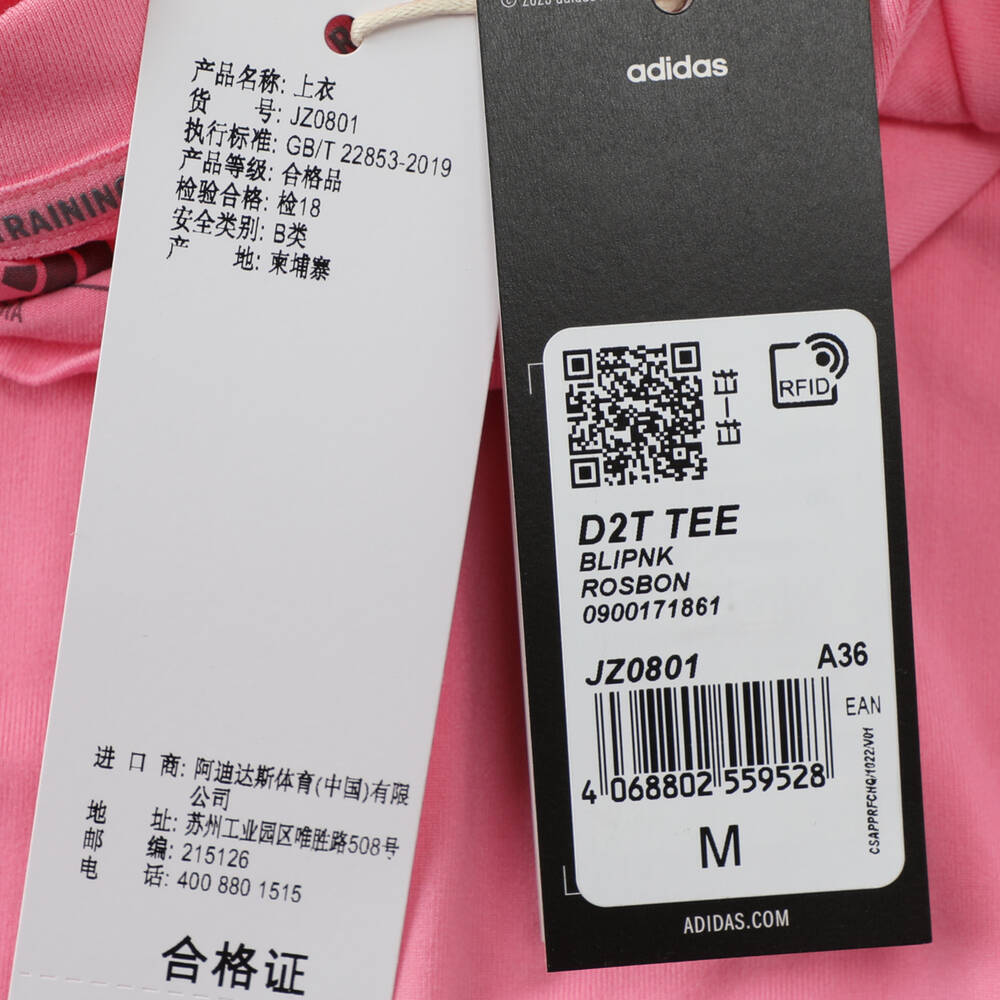 产品名称: 上衣
货 号: JZ0801
执行标准: GB/T 22853-2019
产品等级: 合格品
检验合格: 检18
安全类别: B类
产 地: 柬埔寨
进 口 商: 阿迪达斯体育(中国)有限
公司
地 址: 苏州工业园区唯胜路508号
邮 编: 215126
电 话: 400 880 1515
合格证
adidas
扫一扫
RFID
D2T TEE
BLIPNK
ROSBON
0900171861
JZ0801 A36
EAN
4 068802 559528
CSAPPRFCHQ/1022/V01
M
ADIDAS.COM
TRAINING